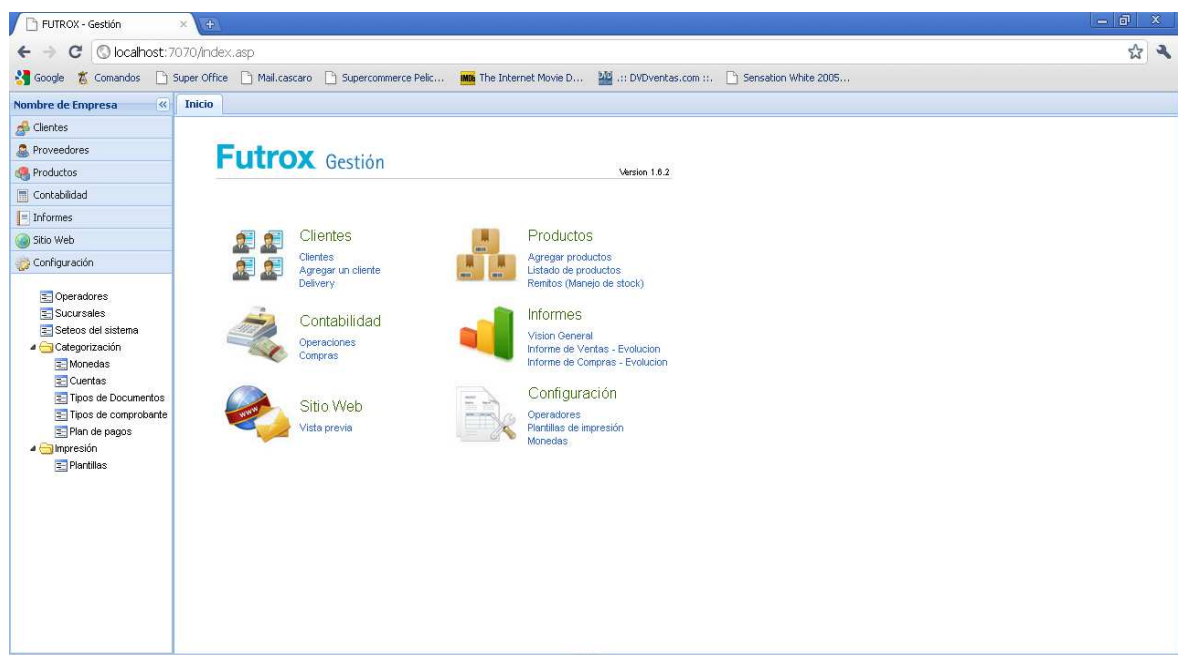 FUTROX - Gestión
localhost:7070/index.asp
Google Comandos Super Office Mail.cascaro Supercommerce Pelic... IMDb The Internet Movie D... .:: DVDventas.com ::. Sensation White 2005...
Nombre de Empresa
Inicio
Clientes
Proveedores
Productos
Contabilidad
Informes
Sitio Web
Configuración
Operadores
Sucursales
Seteos del sistema
Categorización
Monedas
Cuentas
Tipos de Documentos
Tipos de comprobante
Plan de pagos
Impresión
Plantillas
Futrox Gestión
Version 1.6.2
Clientes
Clientes
Agregar un cliente
Delivery
Productos
Agregar productos
Listado de productos
Remitos (Manejo de stock)
Contabilidad
Operaciones
Compras
Informes
Vision General
Informe de Ventas - Evolucion
Informe de Compras - Evolucion
WWW
Sitio Web
Vista previa
Configuración
Operadores
Plantillas de impresión
Monedas